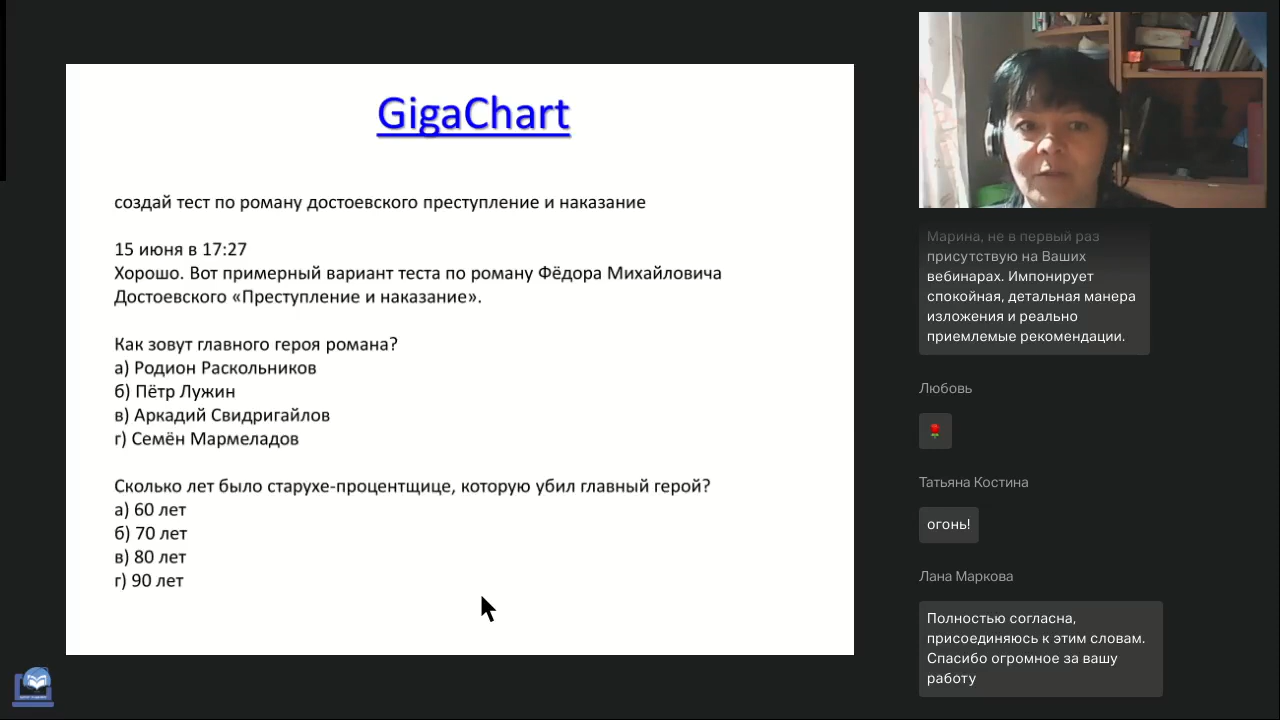 GigaChart
создай тест по роману достоевского преступление и наказание
15 июня в 17:27
Хорошо. Вот примерный вариант теста по роману Фёдора Михайловича
Достоевского «Преступление и наказание».
Как зовут главного героя романа?
а) Родион Раскольников
б) Пётр Лужин
в) Аркадий Свидригайлов
г) Семён Мармеладов
Сколько лет было старухе-процентщице, которую убил главный герой?
а) 60 лет
б) 70 лет
в) 80 лет
г) 90 лет
Марина, не в первый раз
присутствую на Ваших
вебинарах. Импонирует
спокойная, детальная манера
изложения и реально
приемлемые рекомендации.
Любовь
Татьяна Костина
огонь!
Лана Маркова
Полностью согласна,
присоединяюсь к этим словам.
Спасибо огромное за вашу
работу